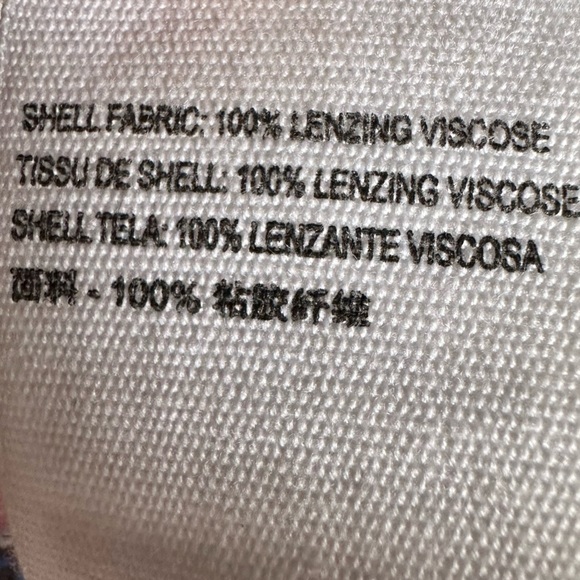 SHELL FABRIC: 100% LENZING VISCOSE
TISSU DE SHELL: 100% LENZING VISCOSE
SHELL TELA: 100% LENZANTE VISCOSA
面料 - 100% 粘胶纤维